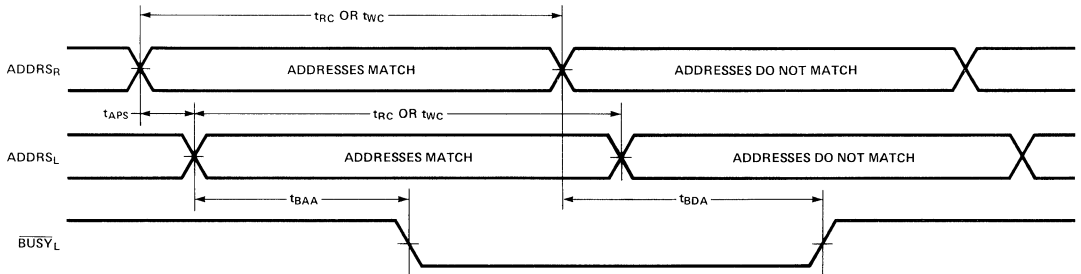 tRC OR tWC
ADDRSR
ADDRESSES MATCH
ADDRESSES DO NOT MATCH
tAPS
tRC OR tWC
ADDRSL
ADDRESSES MATCH
ADDRESSES DO NOT MATCH
tBAA
tBDA
BUSYL